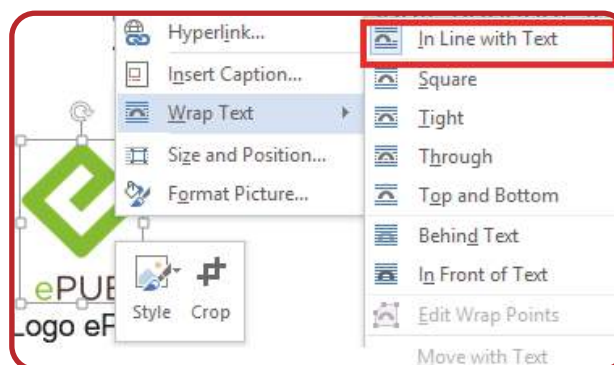 Hyperlink...
Insert Caption...
Wrap Text
Size and Position...
Format Picture...
In Line with Text
Square
Tight
Through
Top and Bottom
Behind Text
In Front of Text
Edit Wrap Points
Move with Text
Style Crop
ePUB
Logo eP